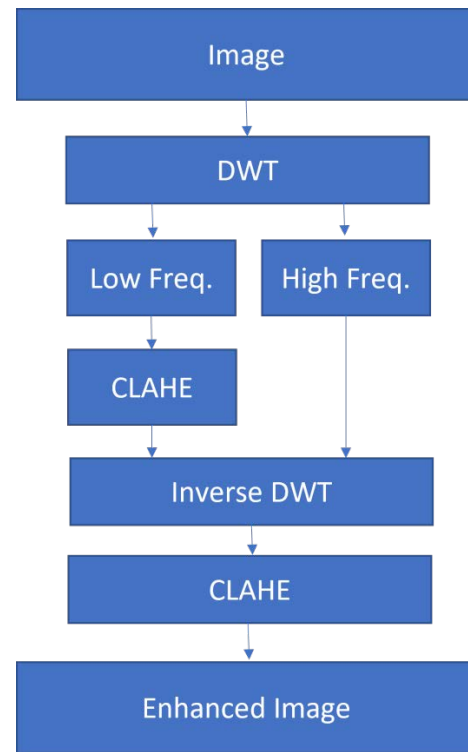 Image
DWT
Low Freq.
High Freq.
CLAHE
Inverse DWT
CLAHE
Enhanced Image